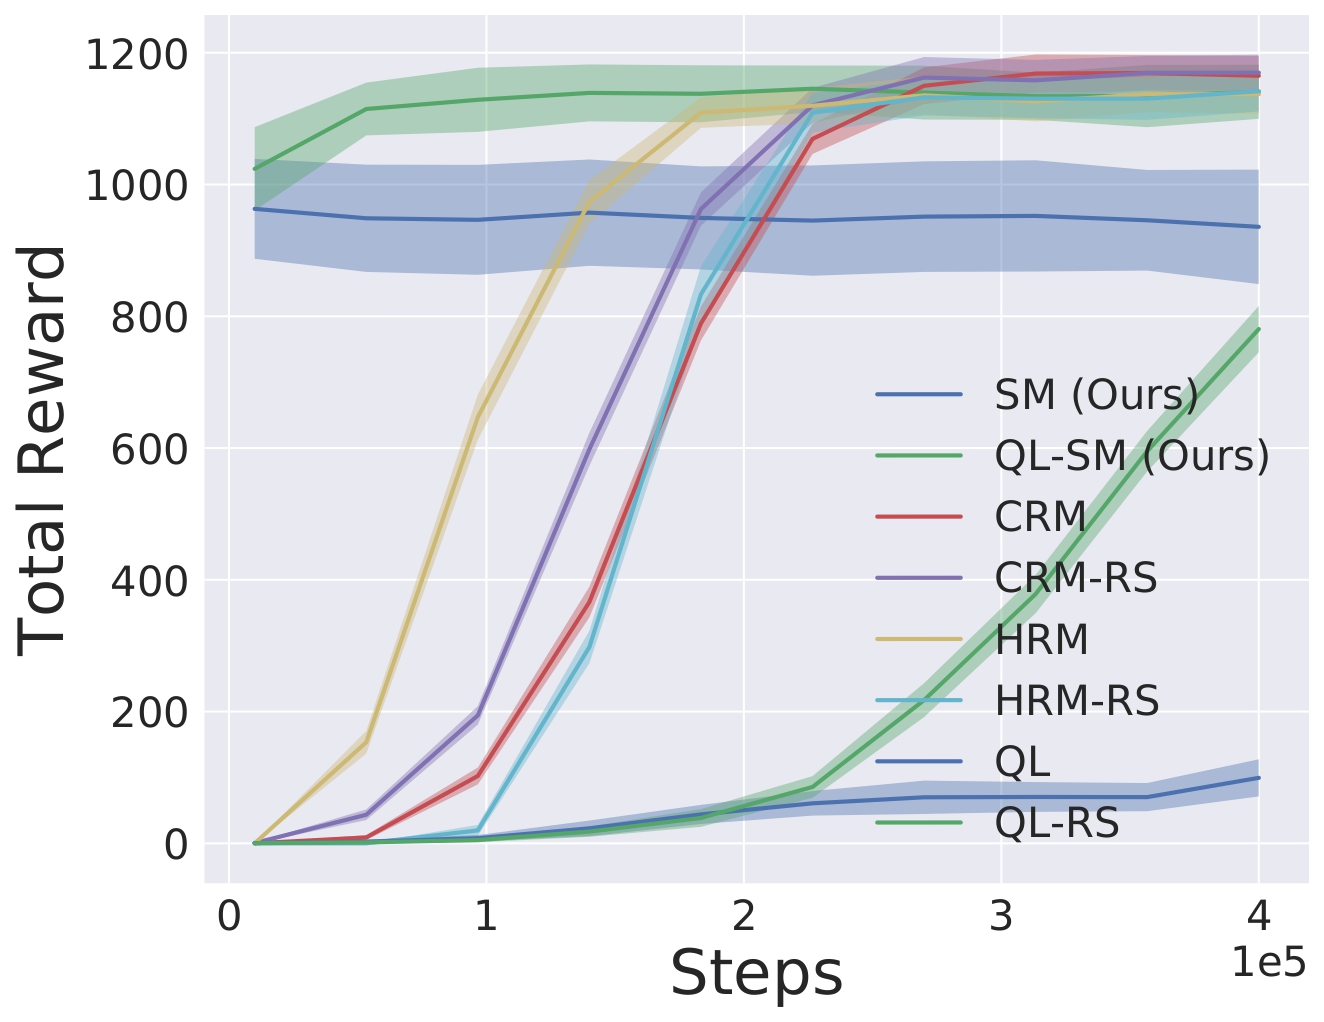 1200
1000
800
600
400
200
0
Total Reward
SM (Ours)
QL-SM (Ours)
CRM
CRM-RS
HRM
HRM-RS
QL
QL-RS
0 1 2 3 4
1e5
Steps